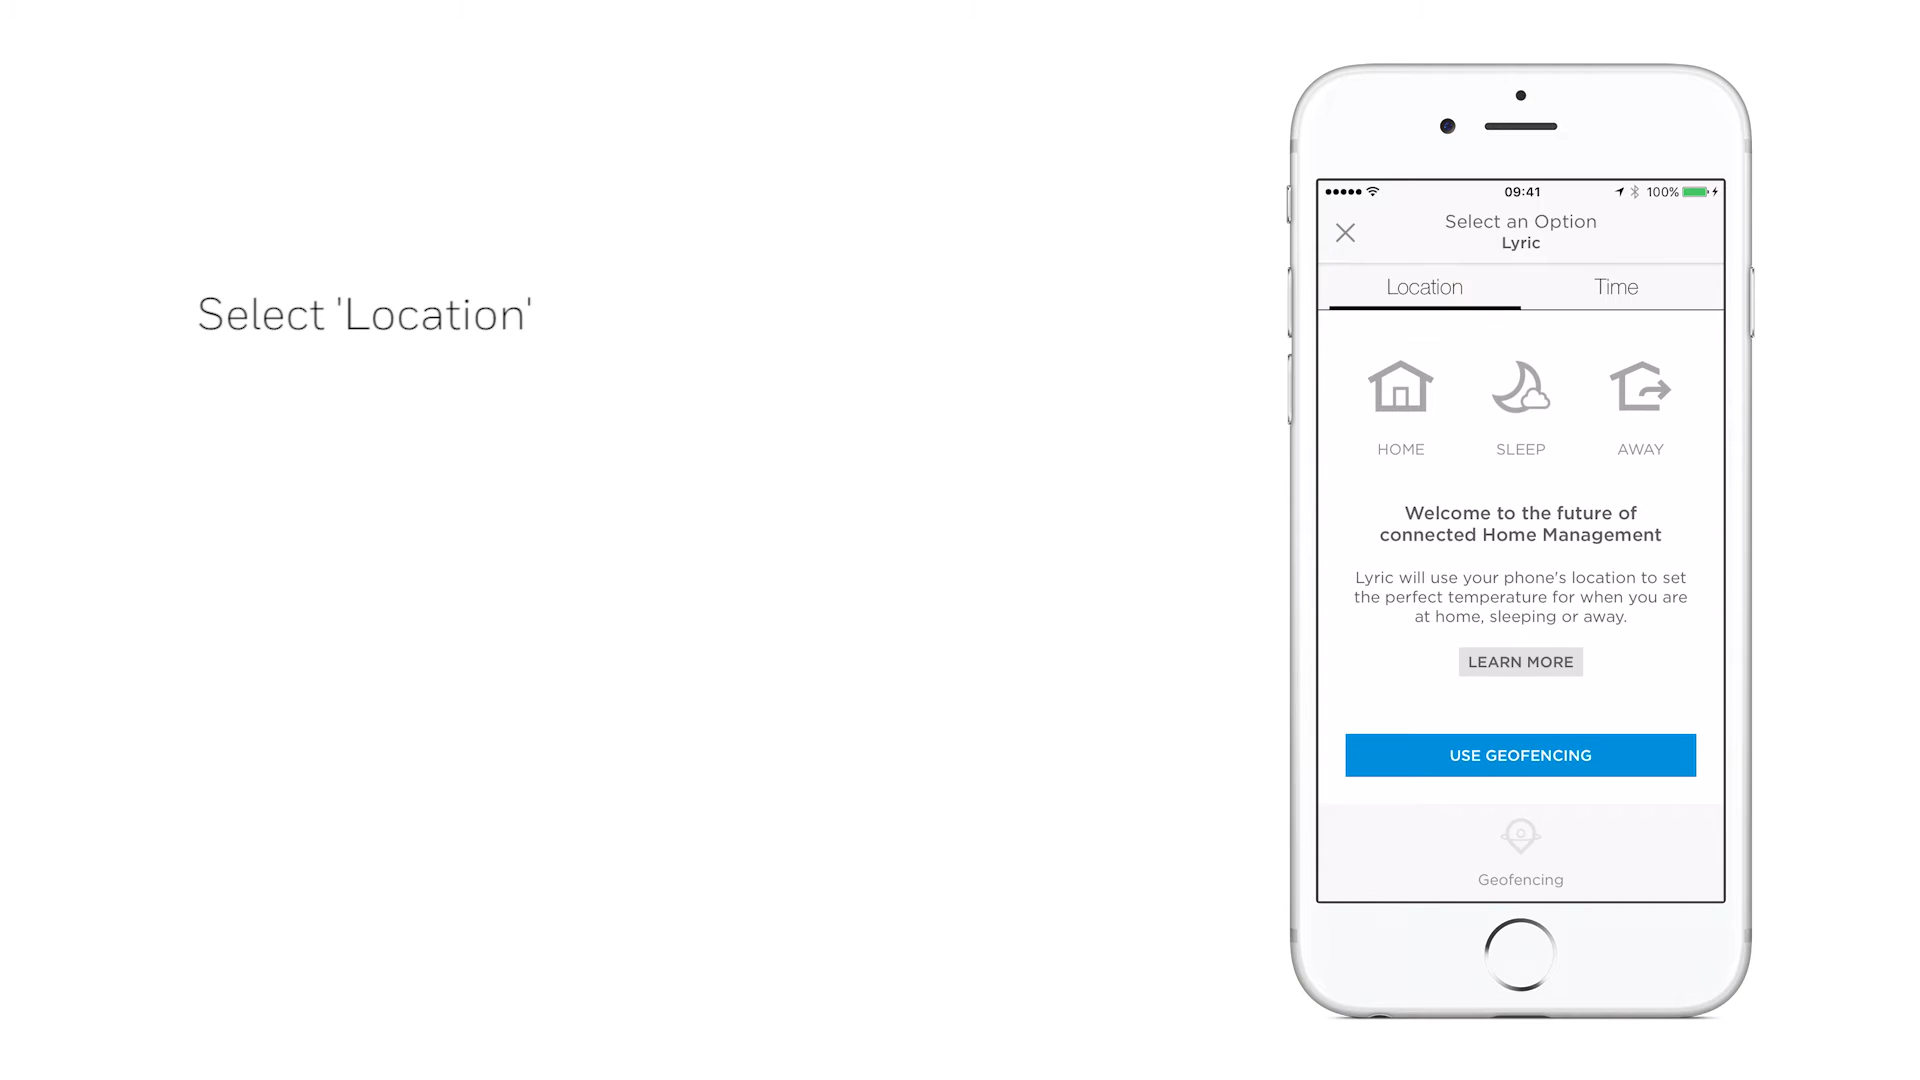 Select 'Location'
09:41
100%
Select an Option
Lyric
Location
Time
HOME
SLEEP
AWAY
Welcome to the future of
connected Home Management
Lyric will use your phone's location to set
the perfect temperature for when you are
at home, sleeping or away.
LEARN MORE
USE GEOFENCING
Geofencing